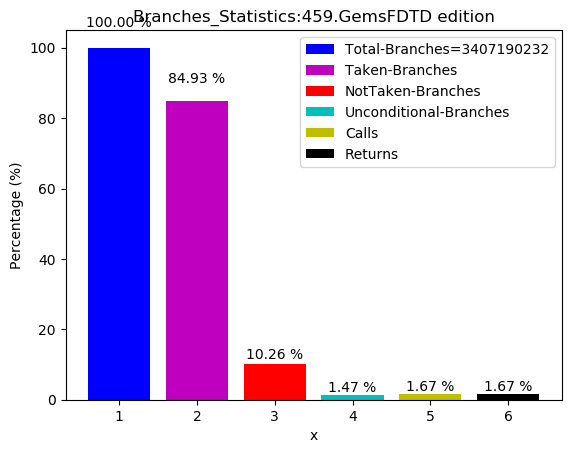 Branches_Statistics:459.GemsFDTD edition
100.00 %
84.93 %
10.26 %
1.47 %
1.67 %
1.67 %
Total-Branches=3407190232
Taken-Branches
NotTaken-Branches
Unconditional-Branches
Calls
Returns
Percentage (%)
100
80
60
40
20
0
1 2 3 4 5 6
x